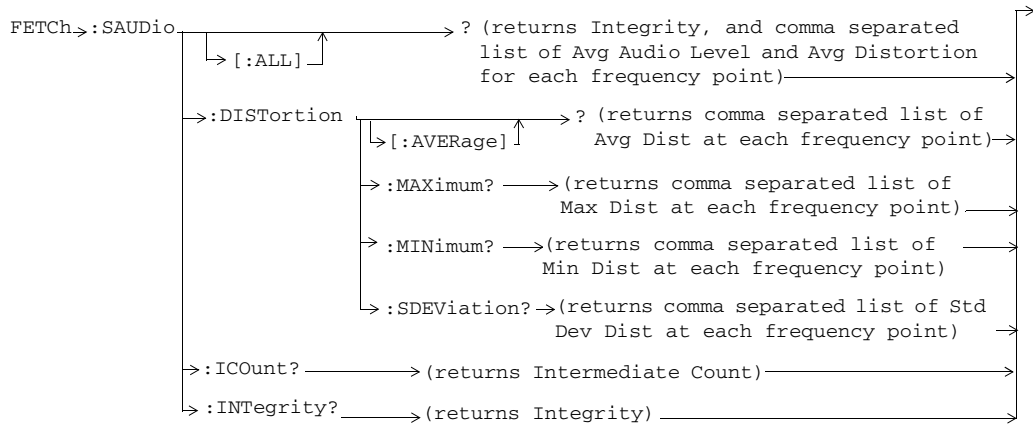 FETCh :SAUDio ? (returns Integrity, and comma separated
list of Avg Audio Level and Avg Distortion
[:ALL]
for each frequency point)
:DISTortion ? (returns comma separated list of
[:AVERage] Avg Dist at each frequency point)
:MAXimum? (returns comma separated list of
Max Dist at each frequency point)
:MINimum? (returns comma separated list of
Min Dist at each frequency point)
:SDEViation? (returns comma separated list of Std
Dev Dist at each frequency point)
:ICOunt? (returns Intermediate Count)
:INTegrity? (returns Integrity)